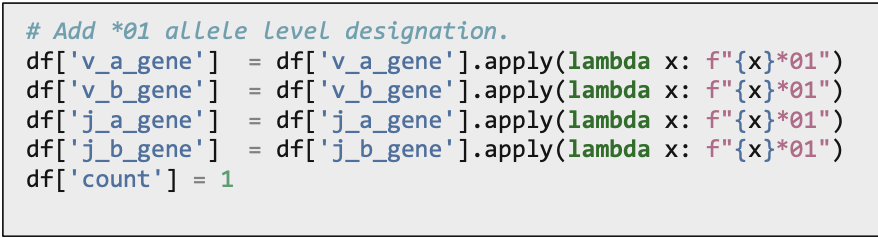 # Add *01 allele level designation.
df['v_a_gene']  = df['v_a_gene'].apply(lambda x: f"{x}*01")
df['v_b_gene']  = df['v_b_gene'].apply(lambda x: f"{x}*01")
df['j_a_gene']  = df['j_a_gene'].apply(lambda x: f"{x}*01")
df['j_b_gene']  = df['j_b_gene'].apply(lambda x: f"{x}*01")
df['count'] = 1